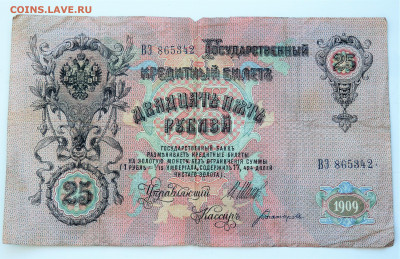 COINS.LAVE.RU
ВЗ 865342
ГОСУДАРСТВЕННЫЙ
КРЕДИТНЫЙ БИЛЕТЪ
25
ДВАДЦАТЬ ПЯТЬ
РУБЛЕЙ
ГОСУДАРСТВЕННЫЙ БАНКЪ
РАЗМѢНИВАЕТЪ КРЕДИТНЫЕ БИЛЕТЫ
НА ЗОЛОТУЮ МОНЕТУ БЕЗЪ ОГРАНИЧЕНІЯ СУММЫ
(1 РУБЛЬ = 1/15 ИМПЕРІАЛА, СОДЕРЖИТЪ 17,424 ДОЛЕЙ
ЧИСТАГО ЗОЛОТА)
ВЗ 865342
25
Управляющій
Кассиръ
1909